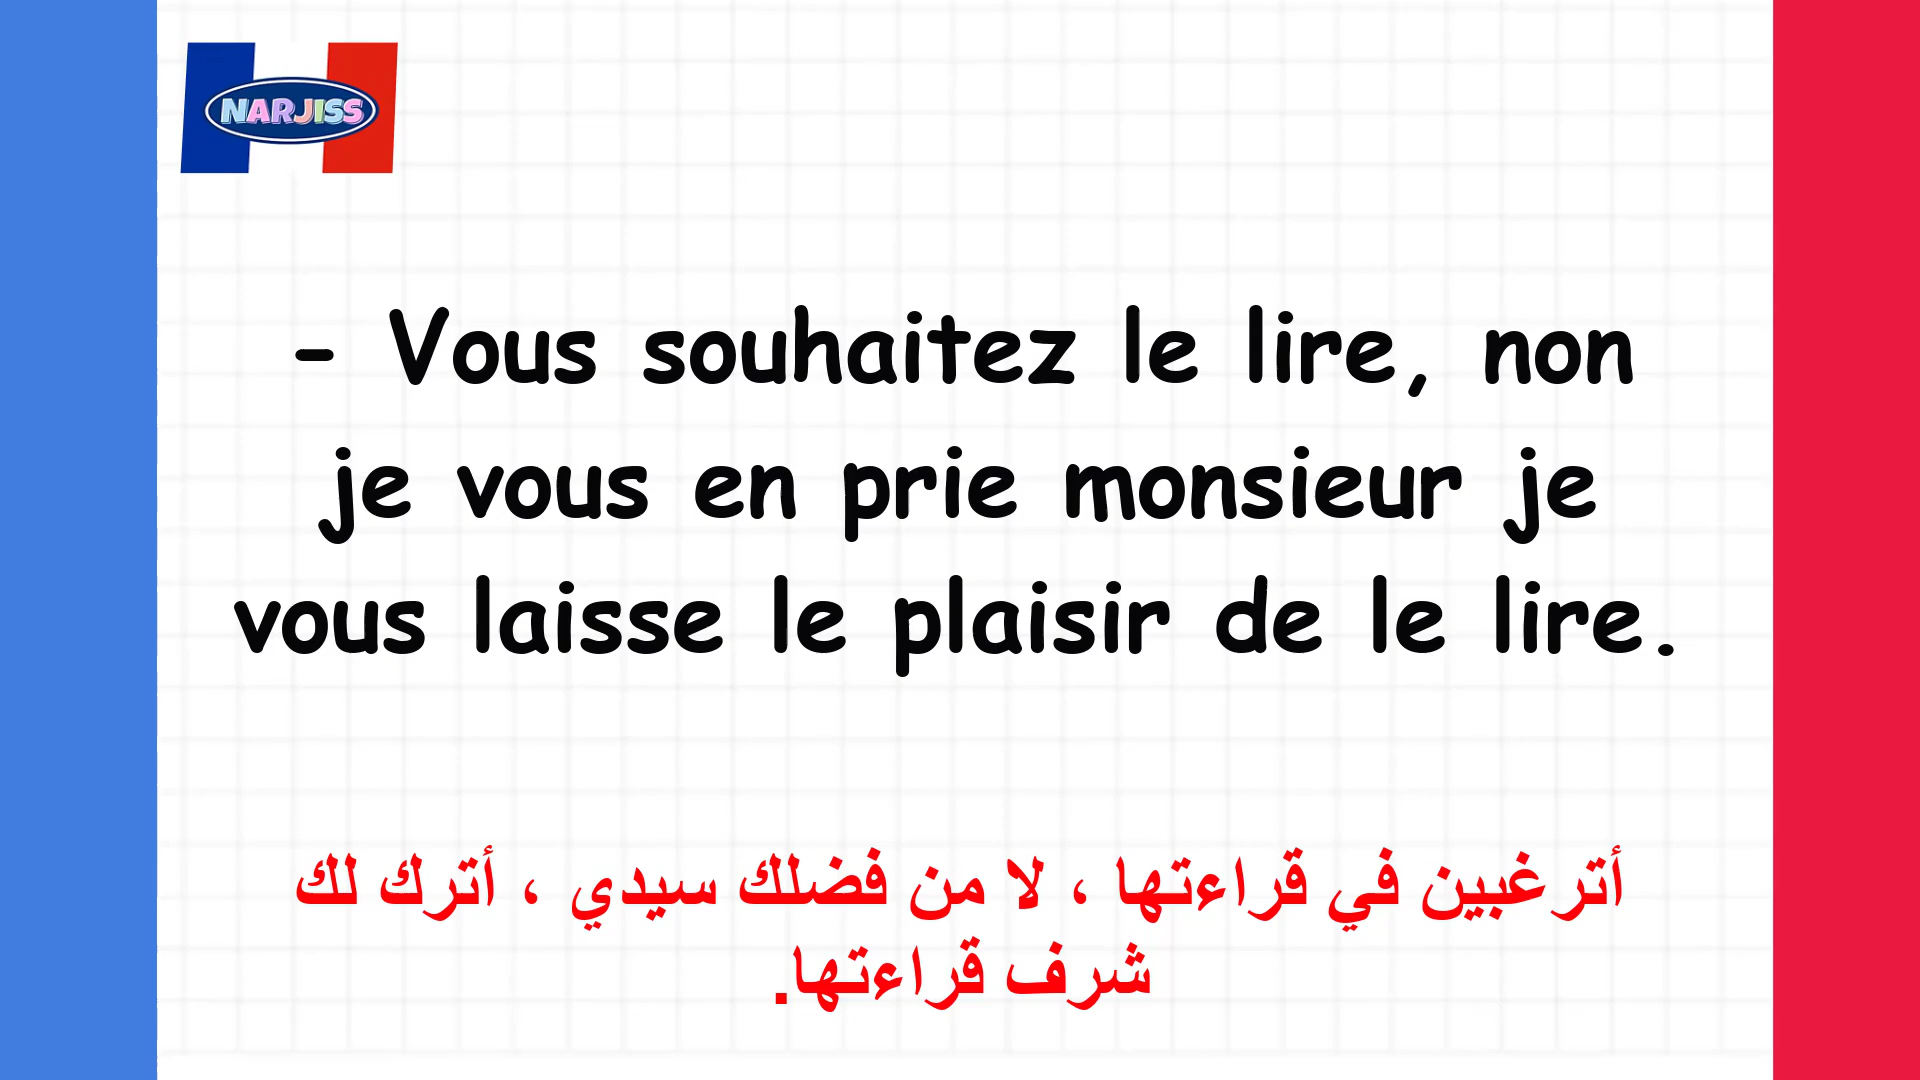 NARJISS
- Vous souhaitez le lire, non
je vous en prie monsieur je
vous laisse le plaisir de le lire.
أترغبين في قراءتها ، لا من فضلك سيدي ، أترك لك
شرف قراءتها.